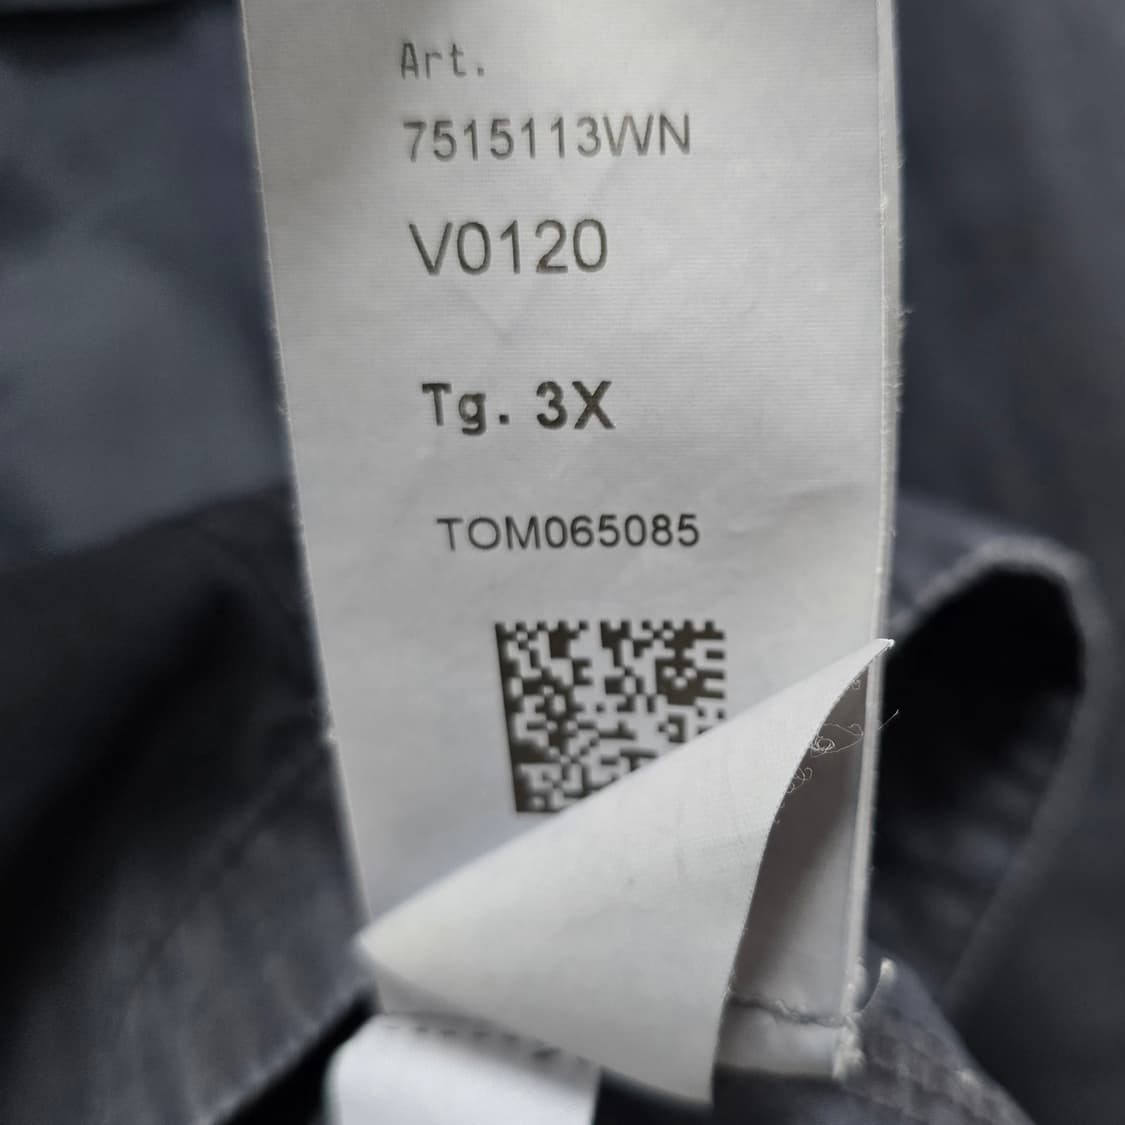 Art.
7515113WN
V0120
Tg. 3X
TOM065085